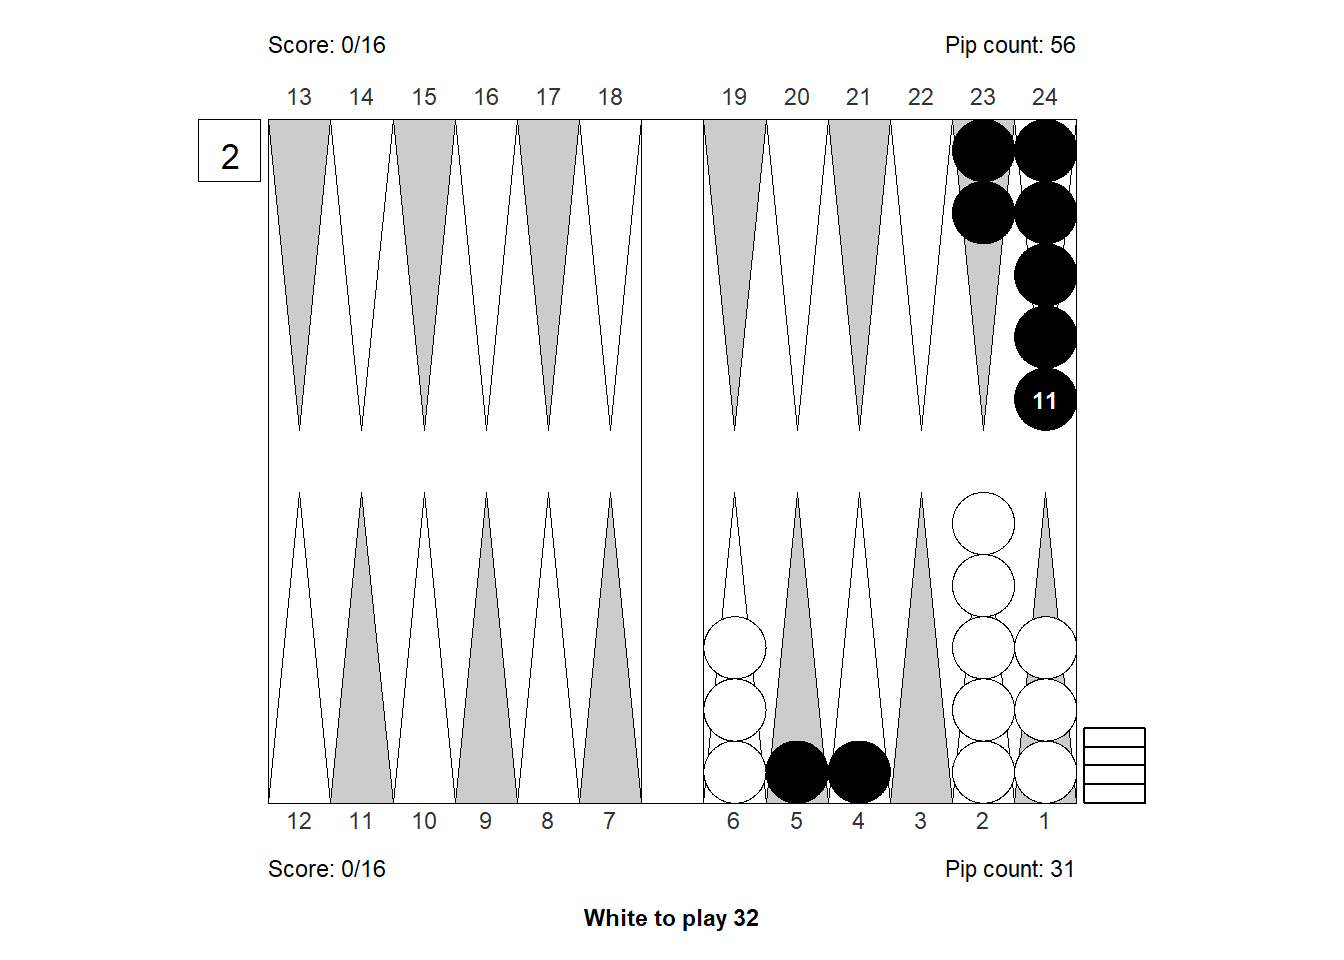 Score: 0/16 Pip count: 56
13 14 15 16 17 18 19 20 21 22 23 24
2
11
12 11 10 9 8 7 6 5 4 3 2 1
Score: 0/16 Pip count: 31
White to play 32